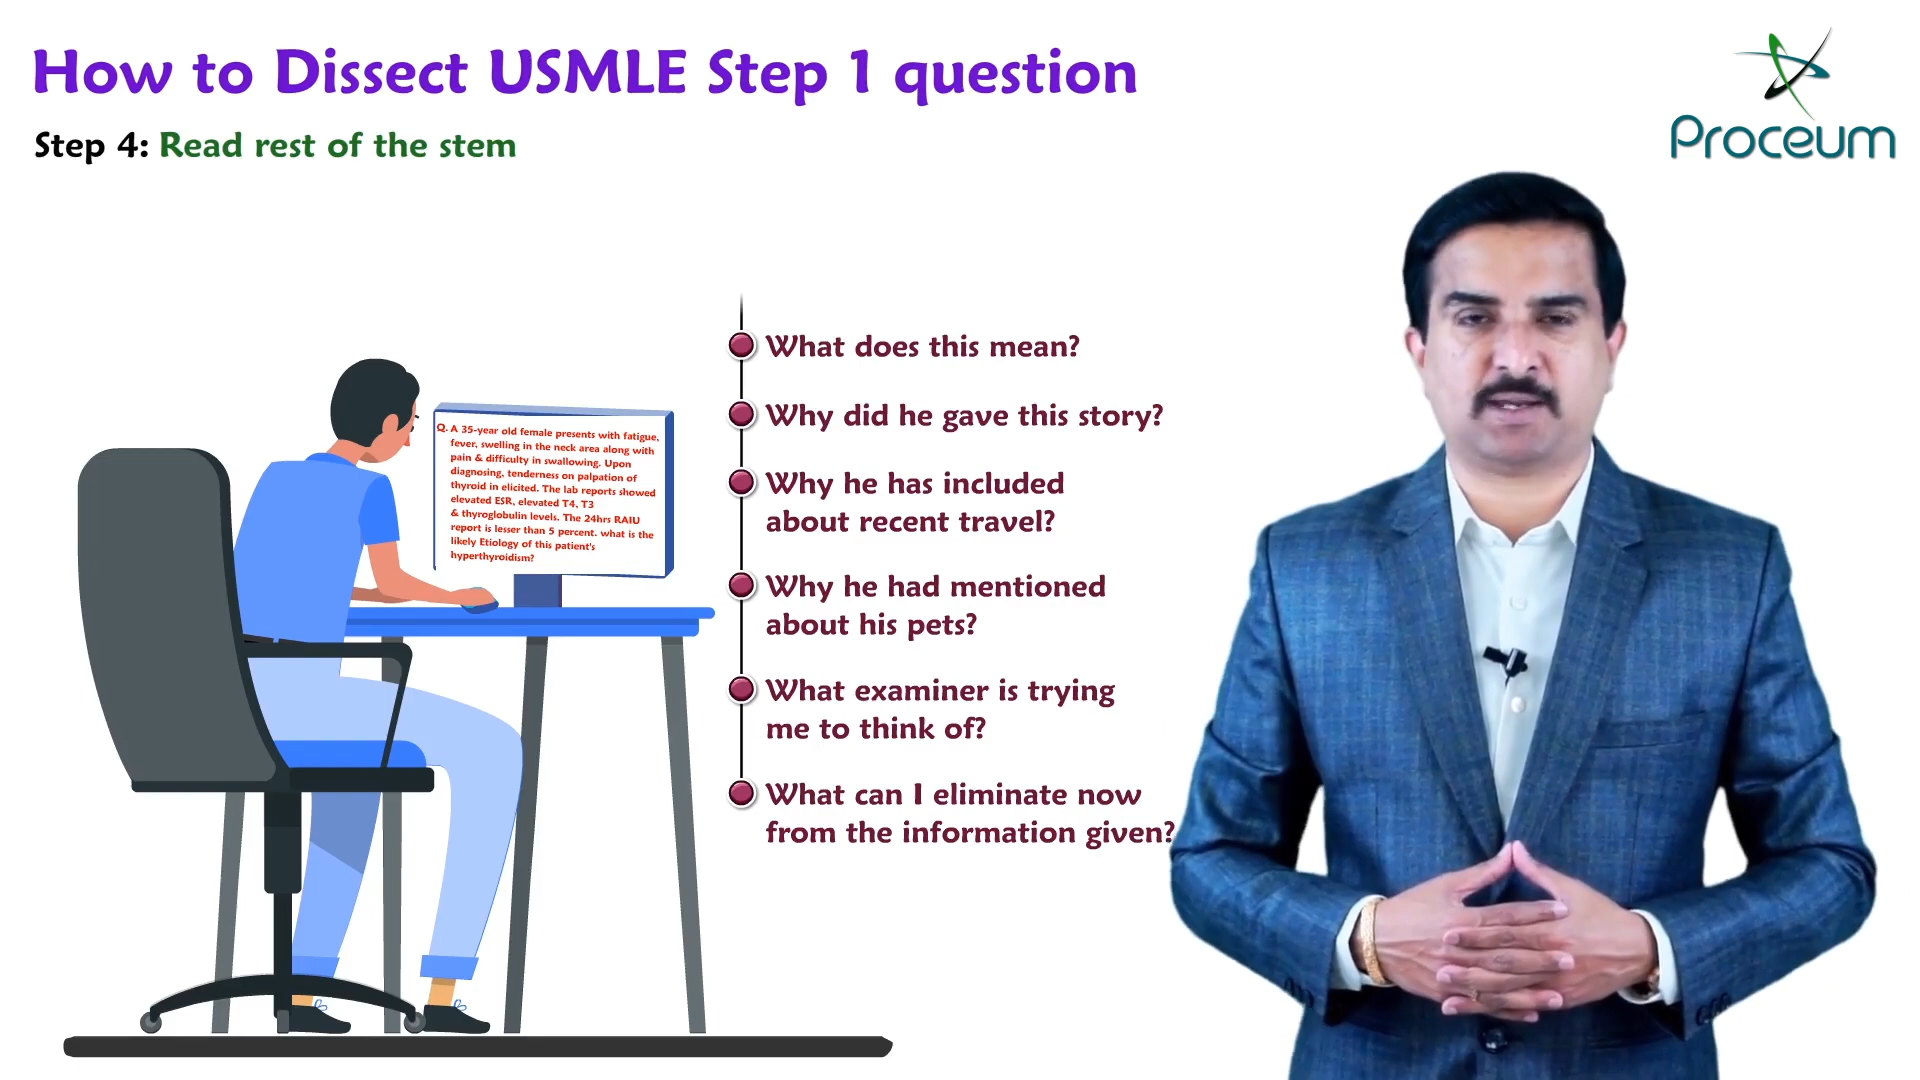 How to Dissect USMLE Step 1 question
Step 4: Read rest of the stem
Proceum
Q. A 35-year old female presents with fatigue,
fever, swelling in the neck area along with
pain & difficulty in swallowing. Upon
diagnosing, tenderness on palpation of
thyroid in elicited. The lab reports showed
elevated ESR, elevated T4, T3
& thyroglobulin levels. The 24hrs RAIU
report is lesser than 5 percent. what is the
likely Etiology of this patient's
hyperthyroidism?
What does this mean?
Why did he gave this story?
Why he has included
about recent travel?
Why he had mentioned
about his pets?
What examiner is trying
me to think of?
What can I eliminate now
from the information given?